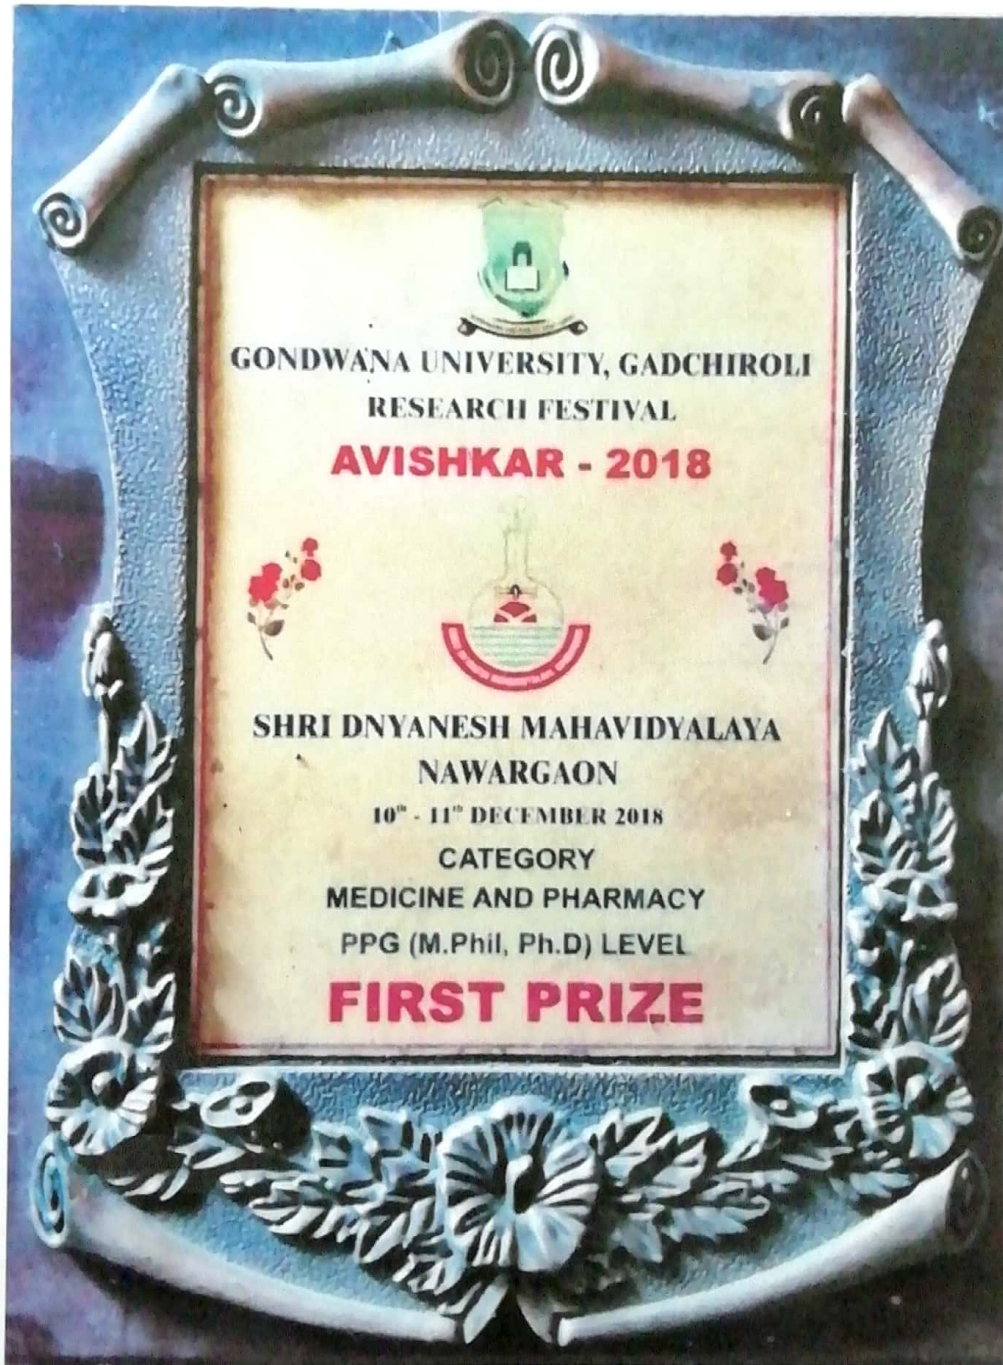 GONDWANA UNIVERSITY, GADCHIROLI
RESEARCH FESTIVAL
AVISHKAR - 2018
SHRI DNYANESH MAHAVIDYALAYA
NAWARGAON
10th - 11th DECEMBER 2018
CATEGORY
MEDICINE AND PHARMACY
PPG (M.Phil, Ph.D) LEVEL
FIRST PRIZE